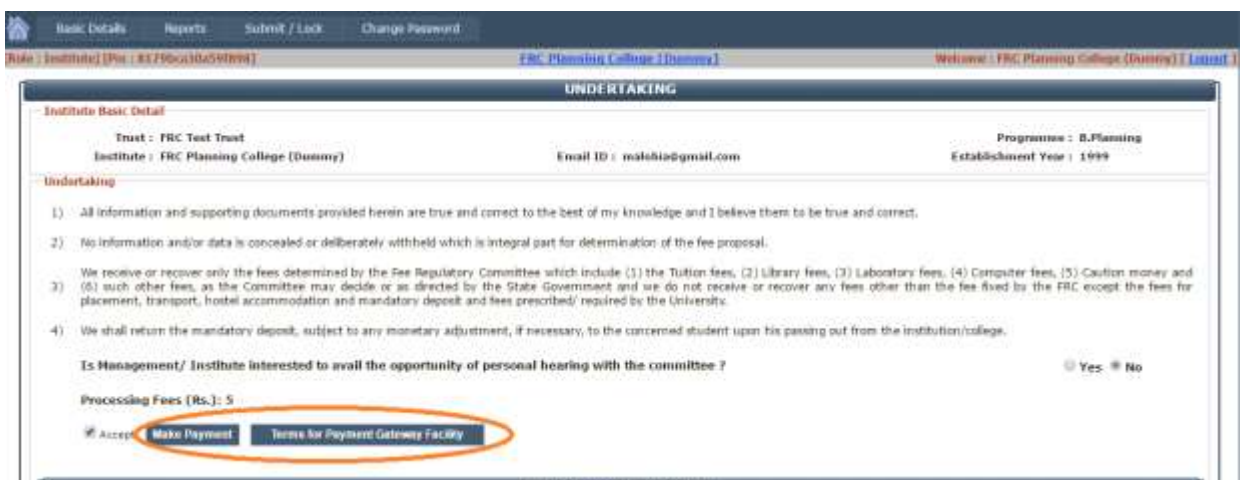 Basic Details Reports Submit / Lock Change Password
FRC Planning College [Dummy] Welcome : FRC Planning College (Dummy) [ Logout ]
UNDERTAKING
Institute Basic Detail
Trust : FRC Test Trust Programme : B.Planning
Institute : FRC Planning College (Dummy) Email ID : Establishment Year : 1999
Undertaking
1) All information and supporting documents provided herein are true and correct to the best of my knowledge and I believe them to be true and correct.
2) No information and/or data is concealed or deliberately withheld which is integral part for determination of the fee proposal.
We receive or recover only the fees determined by the Fee Regulatory Committee which include (1) the Tuition fees, (2) Library fees, (3) Laboratory fees, (4) Computer fees, (5) Caution money and
3) (6) such other fees, as the Committee may decide or as directed by the State Government and we do not receive or recover any fees other than the fee fixed by the FRC except the fees for
placement, transport, hostel accommodation and mandatory deposit and fees prescribed/ required by the University.
4) We shall return the mandatory deposit, subject to any monetary adjustment, if necessary, to the concerned student upon his passing out from the institution/college.
Is Management/ Institute interested to avail the opportunity of personal hearing with the committee ? Yes No
Processing Fees (Rs.): 5
Accept Make Payment Terms for Payment Gateway Facility